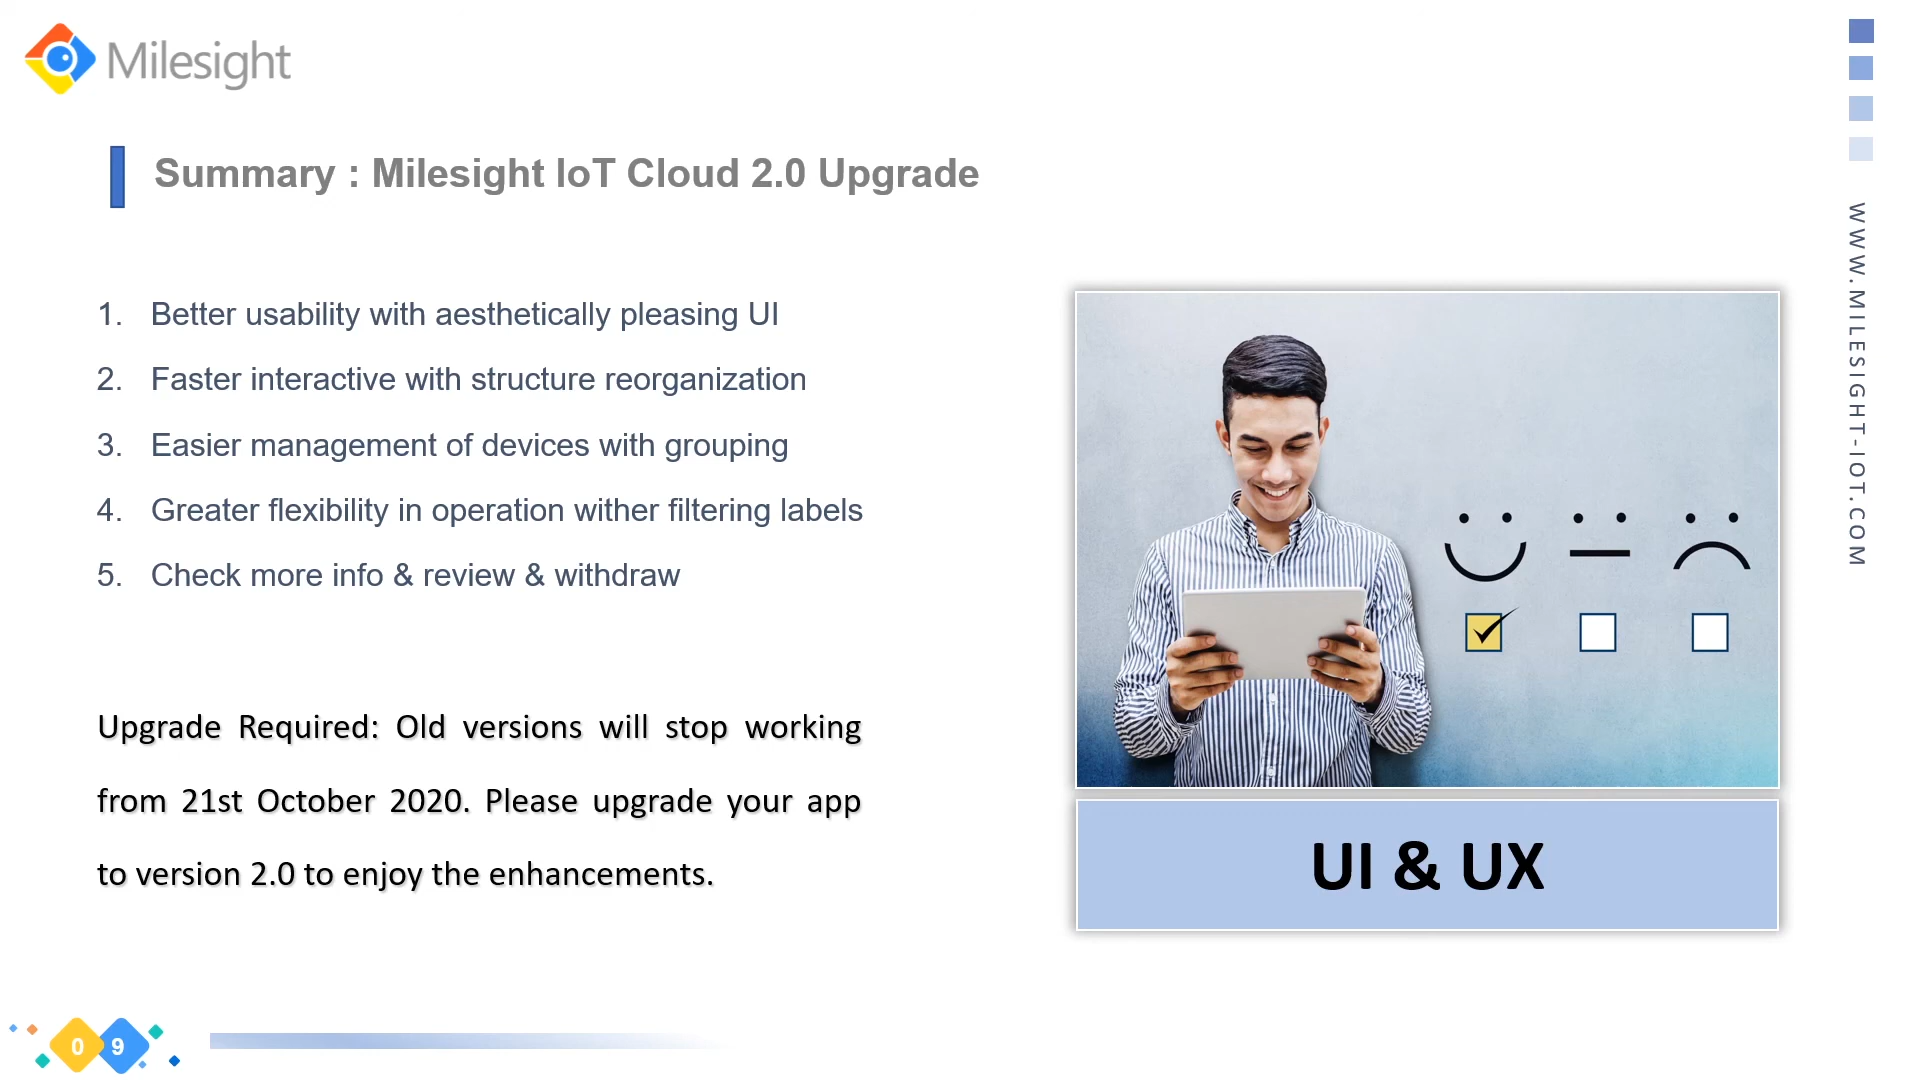 Milesight
Summary : Milesight IoT Cloud 2.0 Upgrade
1. Better usability with aesthetically pleasing UI
2. Faster interactive with structure reorganization
3. Easier management of devices with grouping
4. Greater flexibility in operation wither filtering labels
5. Check more info & review & withdraw
Upgrade Required: Old versions will stop working
from 21st October 2020. Please upgrade your app
to version 2.0 to enjoy the enhancements.
UI & UX
WWW.MILESIGHT-IOT.COM
0 9